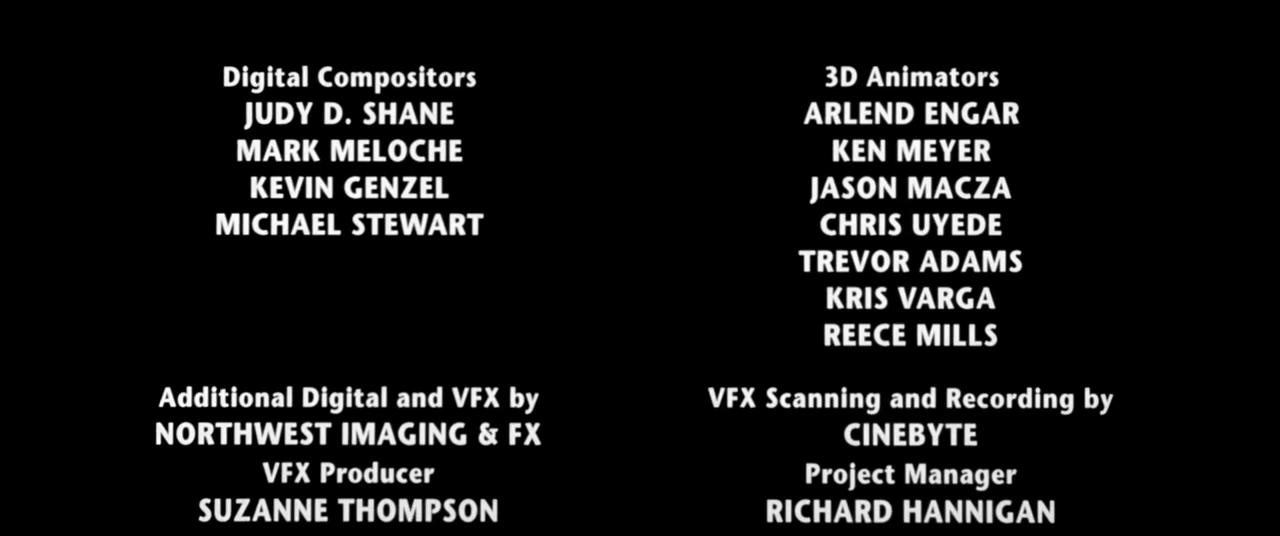 Digital Compositors
JUDY D. SHANE
MARK MELOCHE
KEVIN GENZEL
MICHAEL STEWART
3D Animators
ARLEND ENGAR
KEN MEYER
JASON MACZA
CHRIS UYEDE
TREVOR ADAMS
KRIS VARGA
REECE MILLS
Additional Digital and VFX by
NORTHWEST IMAGING & FX
VFX Producer
SUZANNE THOMPSON
VFX Scanning and Recording by
CINEBYTE
Project Manager
RICHARD HANNIGAN